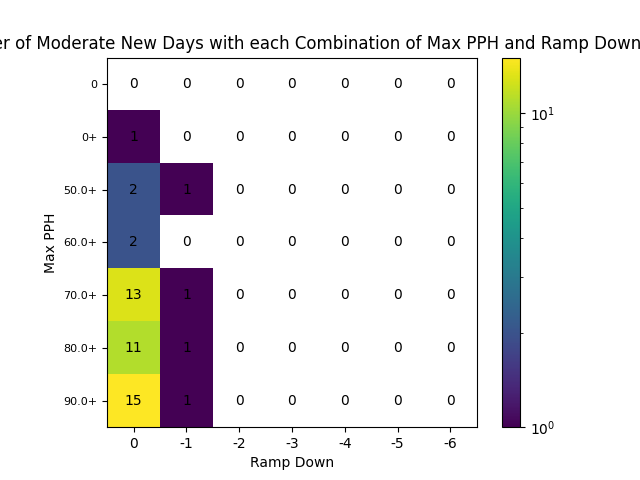 er of Moderate New Days with each Combination of Max PPH and Ramp Down
0 0 0 0 0 0 0 0
0+ 1 0 0 0 0 0 0
50.0+ 2 1 0 0 0 0 0
60.0+ 2 0 0 0 0 0 0
70.0+ 13 1 0 0 0 0 0
80.0+ 11 1 0 0 0 0 0
90.0+ 15 1 0 0 0 0 0
0 -1 -2 -3 -4 -5 -6
Ramp Down
Max PPH
10¹
10⁰